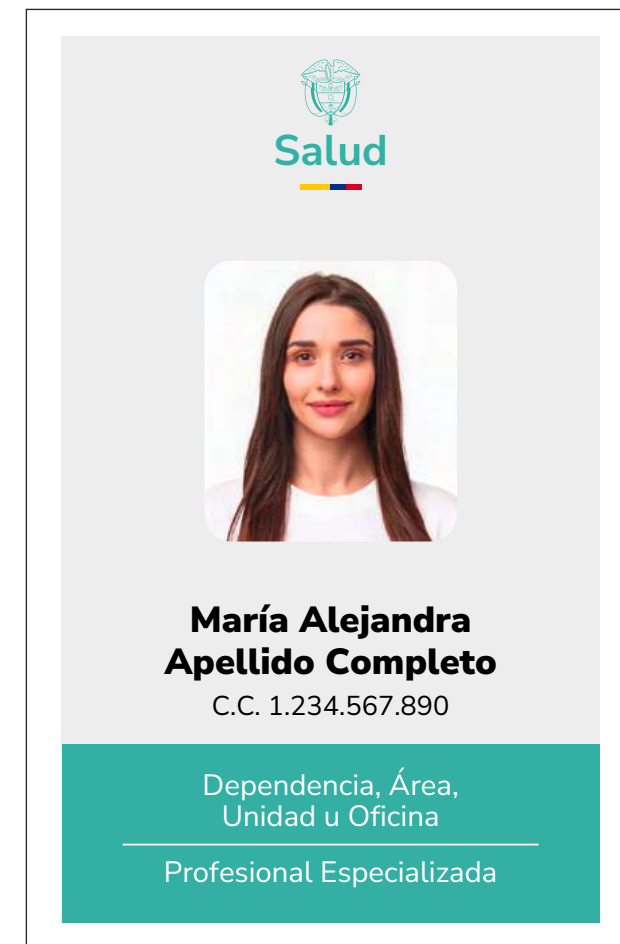 Salud
María Alejandra
Apellido Completo
C.C. 1.234.567.890
Dependencia, Área,
Unidad u Oficina
Profesional Especializada